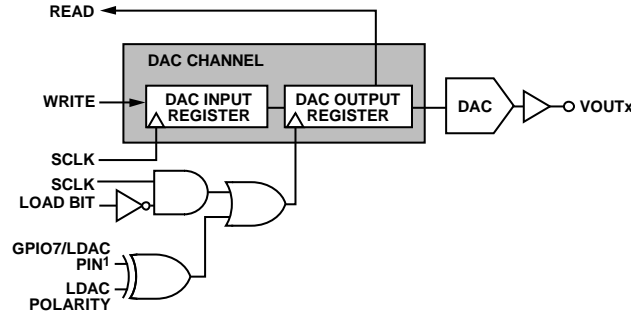 READ
DAC CHANNEL
WRITE
DAC INPUT
REGISTER
DAC OUTPUT
REGISTER
DAC
VOUTx
SCLK
SCLK
LOAD BIT
GPIO7/LDAC
PIN¹
LDAC
POLARITY